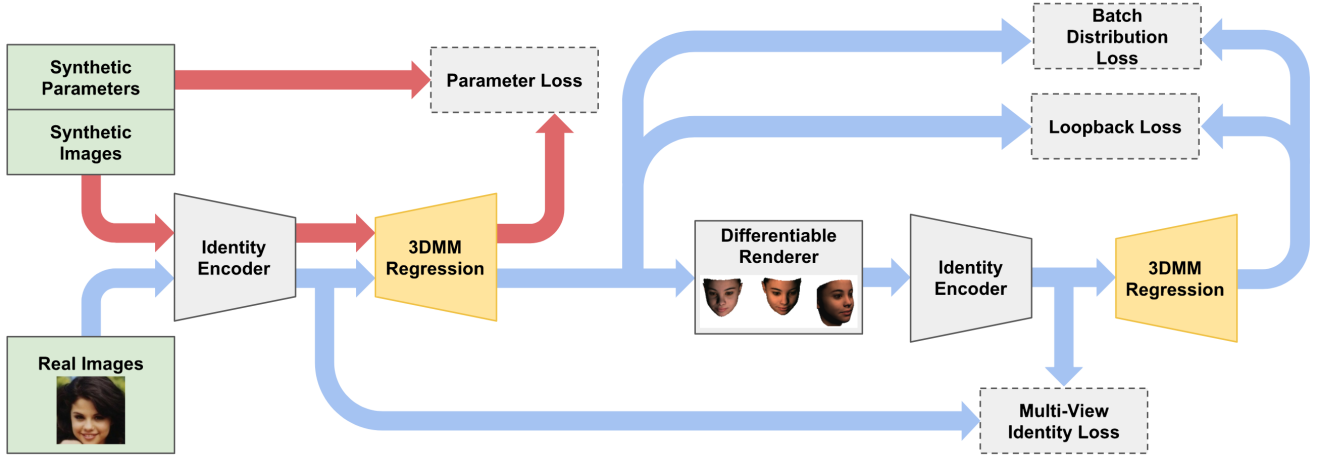 Synthetic
Parameters
Synthetic
Images
Parameter Loss
Batch
Distribution
Loss
Loopback Loss
Identity
Encoder
3DMM
Regression
Differentiable
Renderer
Identity
Encoder
3DMM
Regression
Real Images
Multi-View
Identity Loss